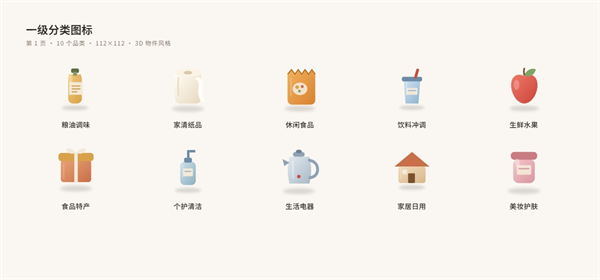 一级分类图标
第 1 页 • 10 个品类 • 112×112 • 3D 物件风格
粮油调味
家清纸品
休闲食品
饮料冲调
生鲜水果
食品特产
个护清洁
生活电器
家居日用
美妆护肤